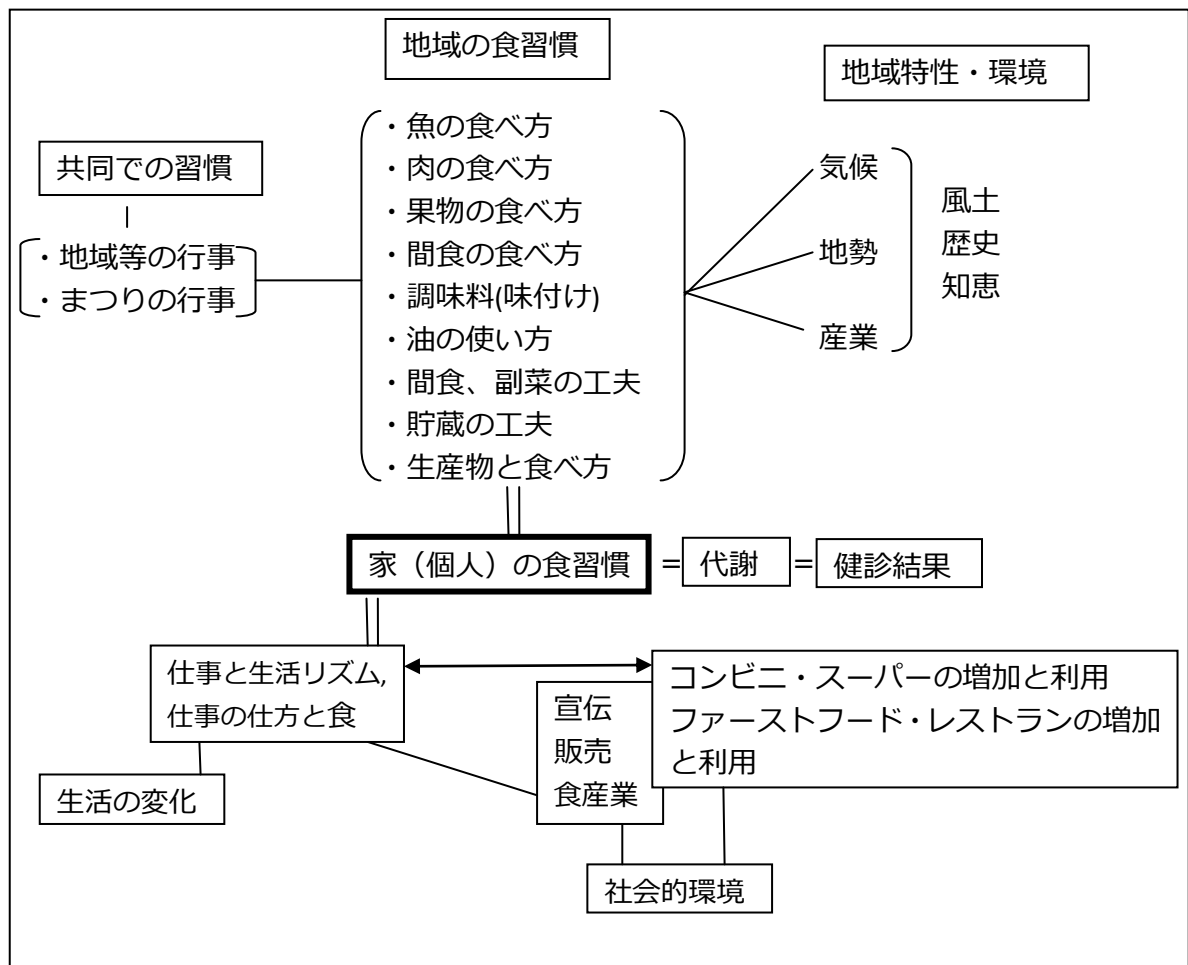 地域の食習慣
地域特性・環境
共同での習慣
・地域等の行事
・まつりの行事
・魚の食べ方
・肉の食べ方
・果物の食べ方
・間食の食べ方
・調味料(味付け)
・油の使い方
・間食、副菜の工夫
・貯蔵の工夫
・生産物と食べ方
気候
地勢
産業
風土
歴史
知恵
家（個人）の食習慣
=
代謝
=
健診結果
仕事と生活リズム,
仕事の仕方と食
宣伝
販売
食産業
コンビニ・スーパーの増加と利用
ファーストフード・レストランの増加
と利用
生活の変化
社会的環境